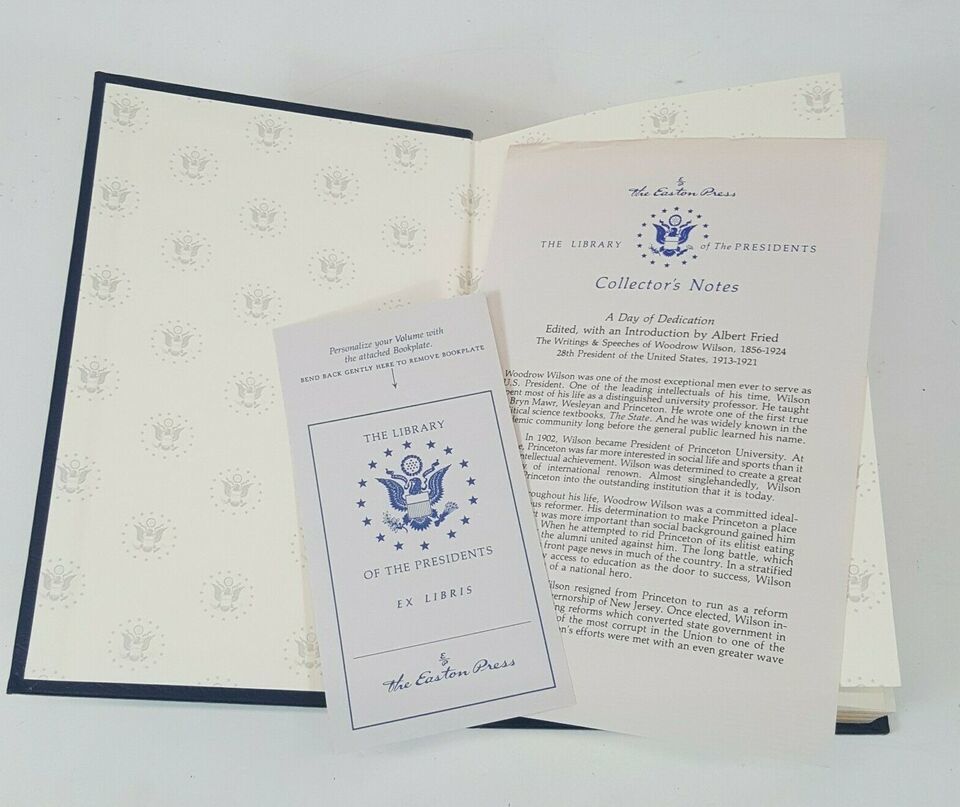 Personalize your Volume with
the attached Bookplate.
BEND BACK GENTLY HERE TO REMOVE BOOKPLATE
THE LIBRARY
OF THE PRESIDENTS
EX LIBRIS
The Easton Press
The Easton Press
THE LIBRARY of The PRESIDENTS
Collector's Notes
A Day of Dedication
Edited, with an Introduction by Albert Fried
The Writings & Speeches of Woodrow Wilson, 1856-1924
28th President of the United States, 1913-1921
Woodrow Wilson was one of the most exceptional men ever to serve as
U.S. President. One of the leading intellectuals of his time, Wilson
pent most of his life as a distinguished university professor. He taught
Bryn Mawr, Wesleyan and Princeton. He wrote one of the first true
itical science textbooks, The State. And he was widely known in the
demic community long before the general public learned his name.
In 1902, Wilson became President of Princeton University. At
e, Princeton was far more interested in social life and sports than it
intellectual achievement. Wilson was determined to create a great
y of international renown. Almost singlehandedly, Wilson
Princeton into the outstanding institution that it is today.
oughout his life, Woodrow Wilson was a committed ideal-
us reformer. His determination to make Princeton a place
rt was more important than social background gained him
When he attempted to rid Princeton of its elitist eating
the alumni united against him. The long battle, which
front page news in much of the country. In a stratified
y access to education as the door to success, Wilson
of a national hero.
ilson resigned from Princeton to run as a reform
ernorship of New Jersey. Once elected, Wilson in-
ing reforms which converted state government in
of the most corrupt in the Union to one of the
on's efforts were met with an even greater wave